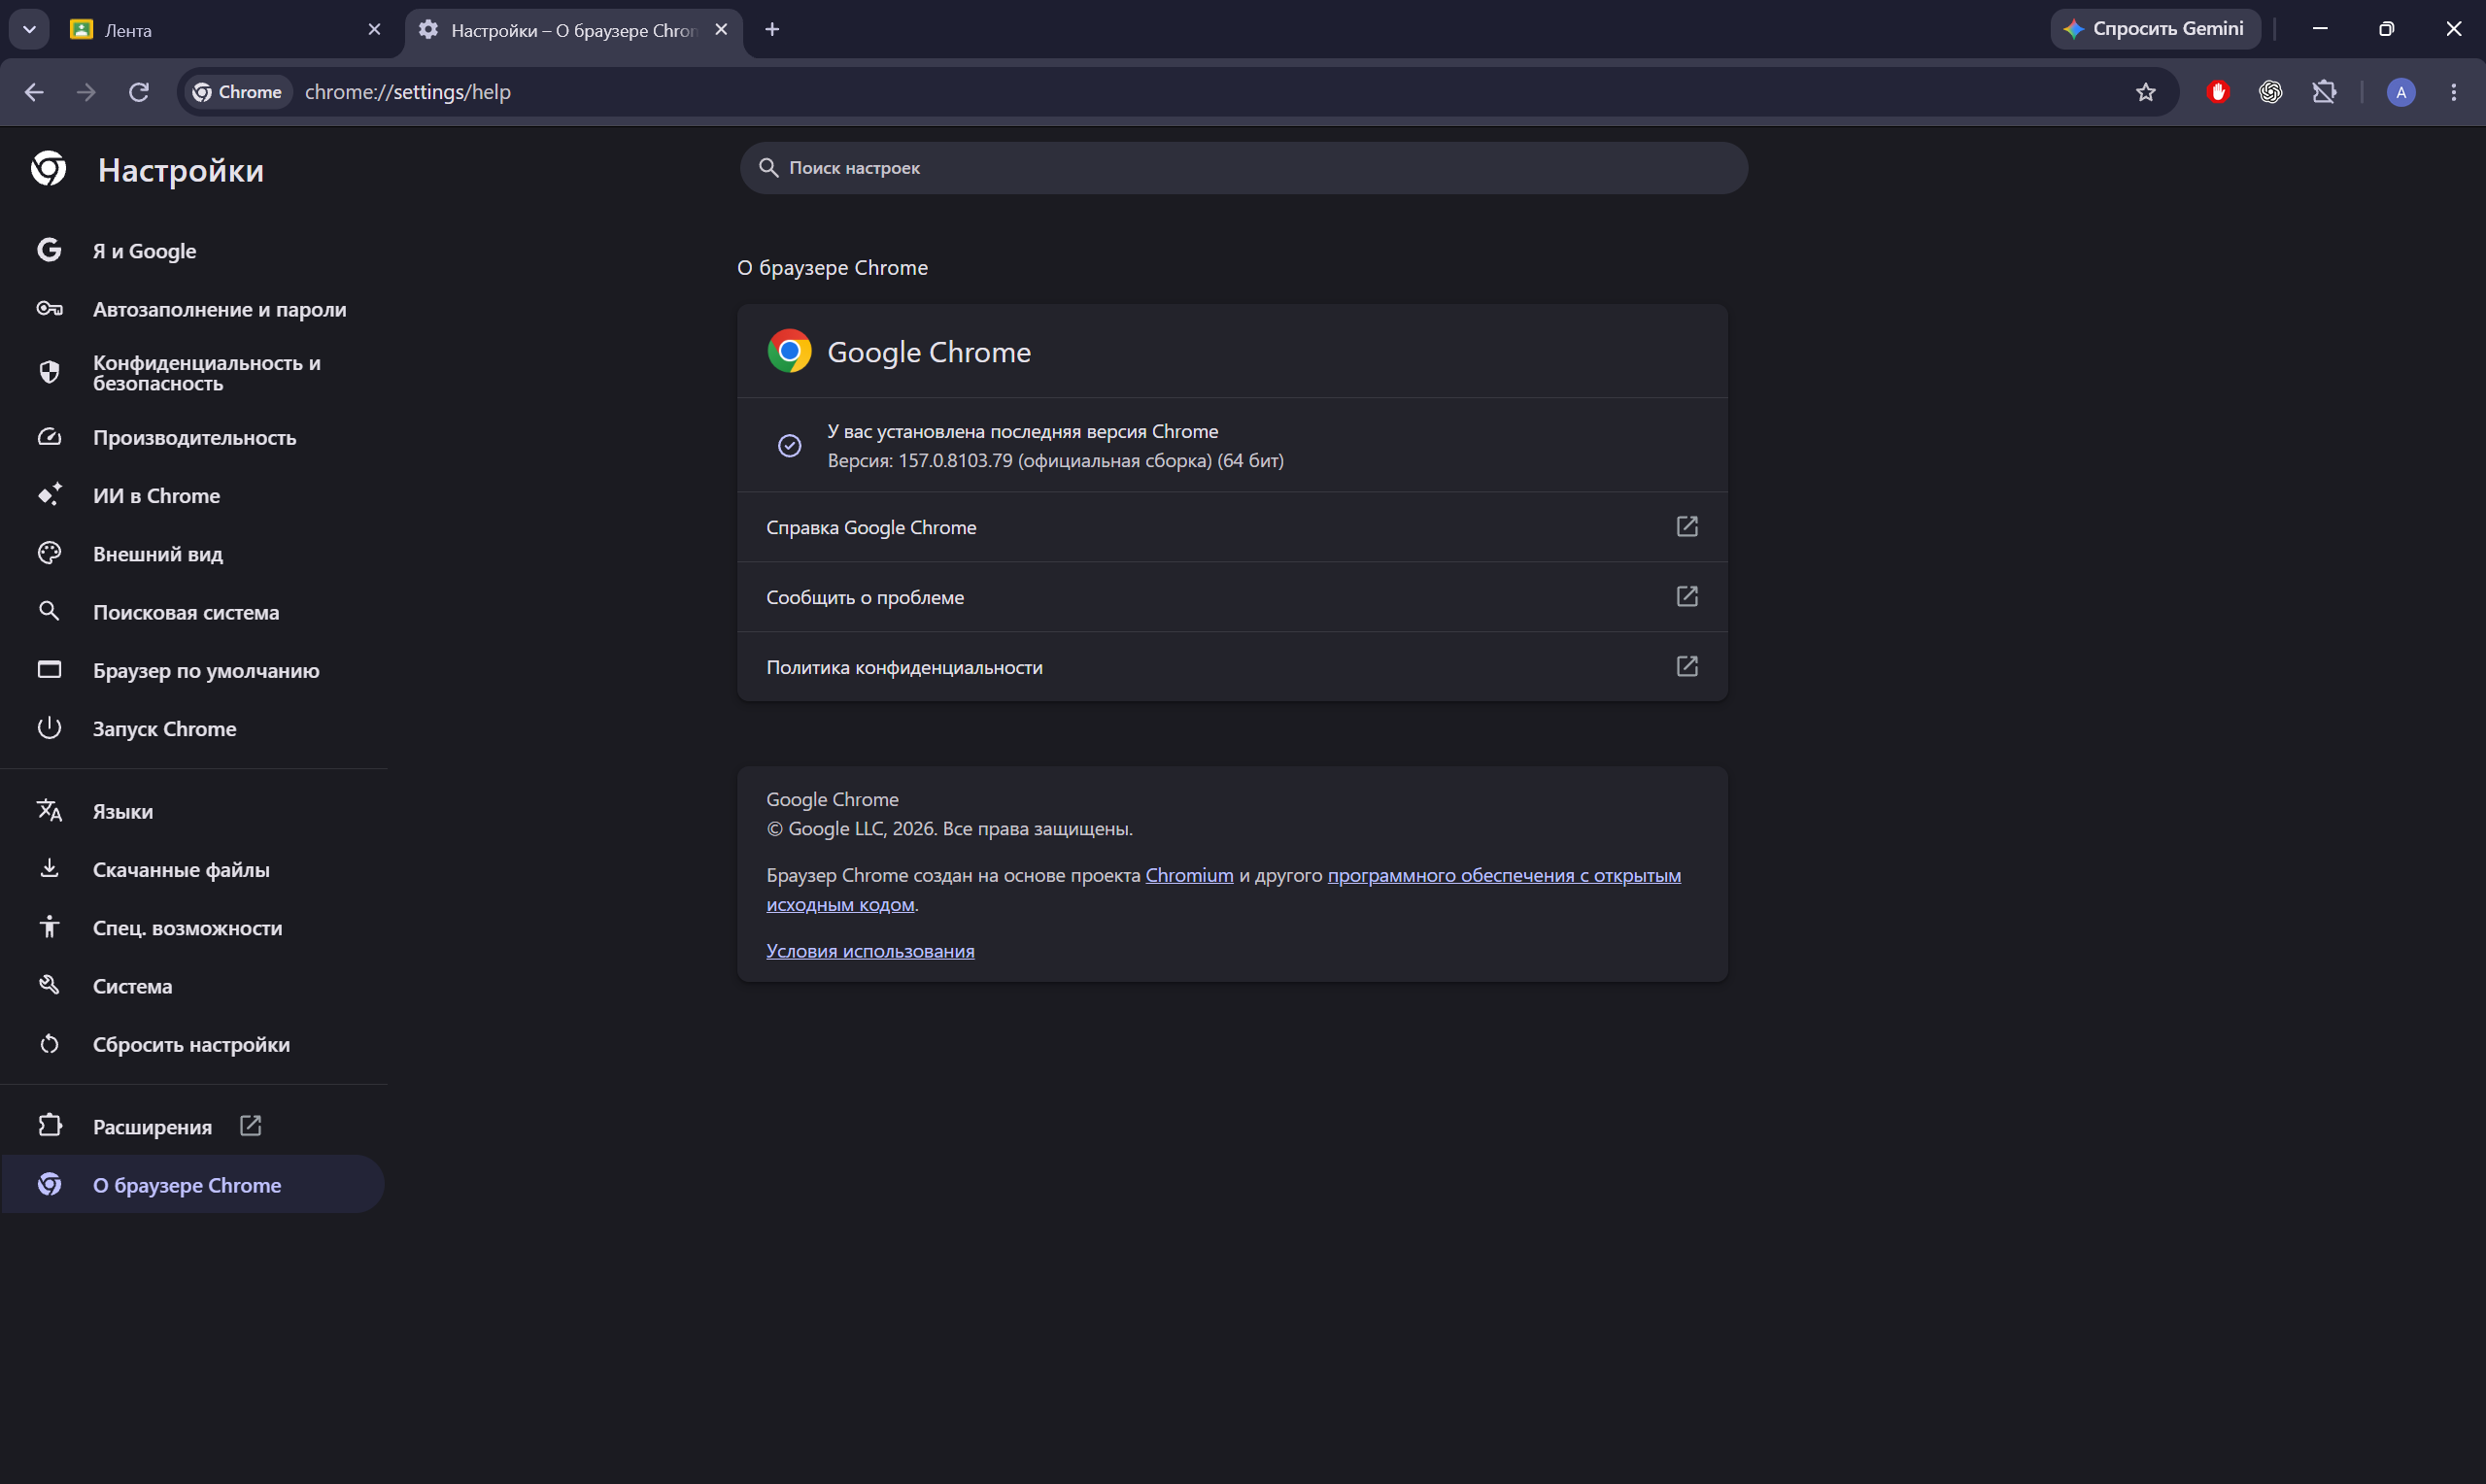 Лента
Настройки – О браузере Chrom
Спросить Gemini
Chrome
chrome://settings/help
A
Настройки
Поиск настроек
Я и Google
Автозаполнение и пароли
Конфиденциальность и
безопасность
Производительность
ИИ в Chrome
Внешний вид
Поисковая система
Браузер по умолчанию
Запуск Chrome
Языки
Скачанные файлы
Спец. возможности
Система
Сбросить настройки
Расширения
О браузере Chrome
О браузере Chrome
Google Chrome
У вас установлена последняя версия Chrome
Версия: 157.0.8103.79 (официальная сборка) (64 бит)
Справка Google Chrome
Сообщить о проблеме
Политика конфиденциальности
Google Chrome
© Google LLC, 2026. Все права защищены.
Браузер Chrome создан на основе проекта Chromium и другого программного обеспечения с открытым
исходным кодом.
Условия использования